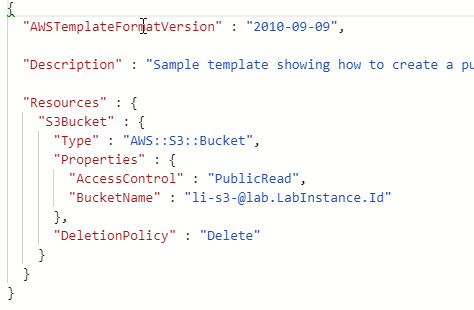 {
"AWSTemplateFormatVersion" : "2010-09-09",
"Description" : "Sample template showing how to create a pu
"Resources" : {
"S3Bucket" : {
"Type" : "AWS::S3::Bucket",
"Properties" : {
"AccessControl" : "PublicRead",
"BucketName" : "li-s3-@lab.LabInstance.Id"
},
"DeletionPolicy" : "Delete"
}
}
}